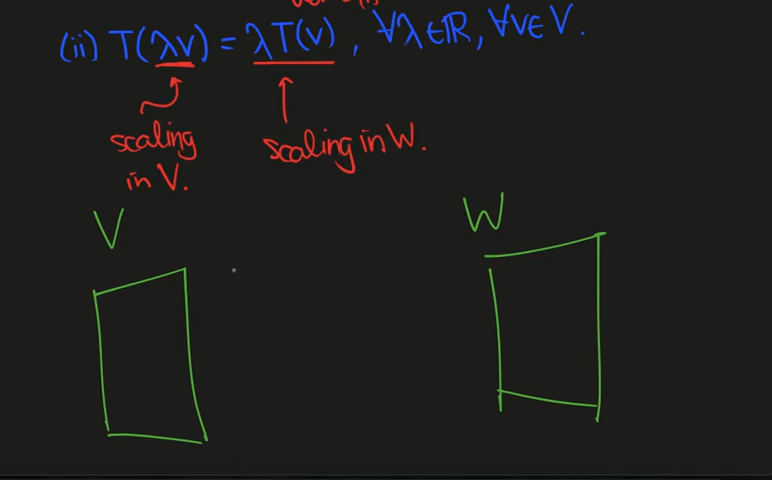 (ii) T(λv) = λT(v), ∀λ∈ℝ, ∀v∈V.
scaling in V.
scaling in W.
V
W